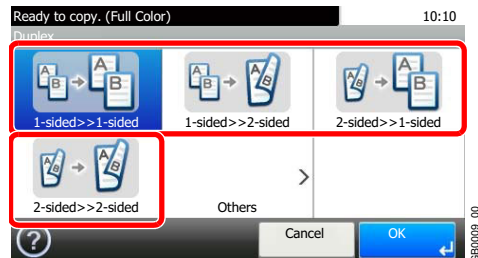 Ready to copy. (Full Color) 10:10
Duplex
1-sided>>1-sided 1-sided>>2-sided 2-sided>>1-sided
2-sided>>2-sided Others
Cancel OK